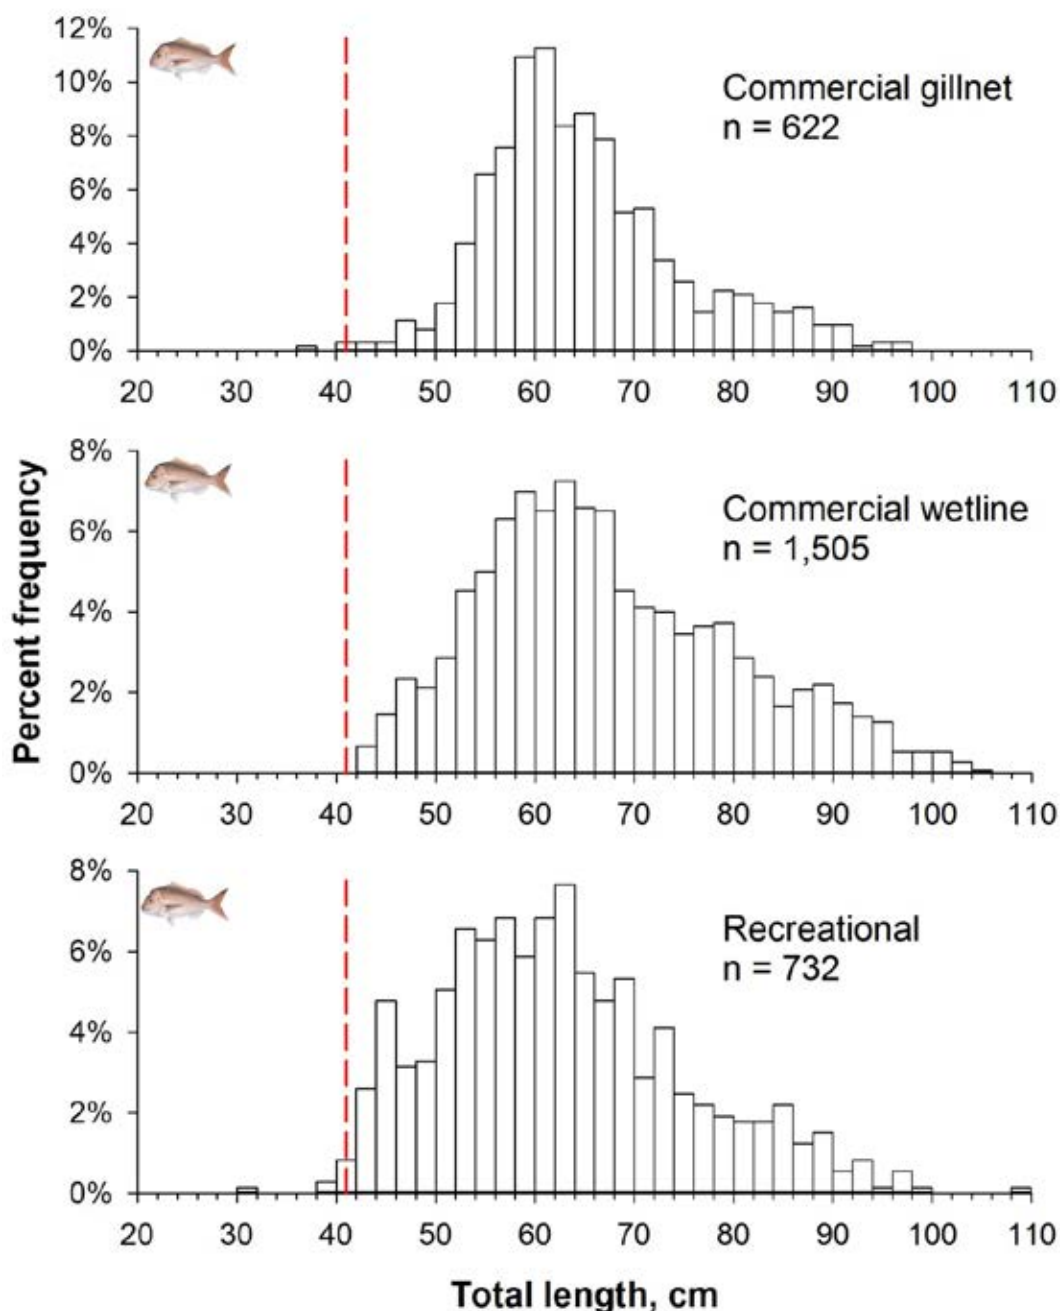 12%
10%
8%
6%
4%
2%
0%
Commercial gillnet
n = 622
20 30 40 50 60 70 80 90 100 110
Percent frequency
8%
6%
4%
2%
0%
Commercial wetline
n = 1,505
20 30 40 50 60 70 80 90 100 110
8%
6%
4%
2%
0%
Recreational
n = 732
20 30 40 50 60 70 80 90 100 110
Total length, cm